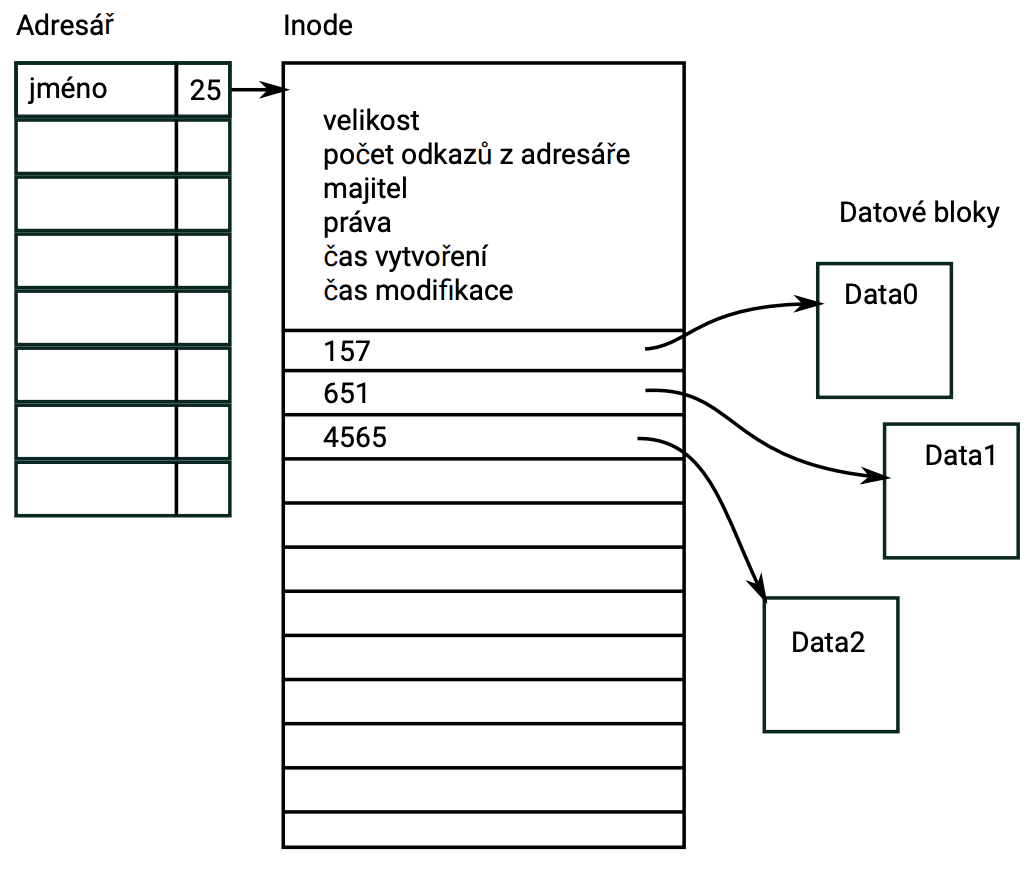 Adresář
Inode
jméno
25
velikost
počet odkazů z adresáře
majitel
práva
čas vytvoření
čas modifikace
157
651
4565
Datové bloky
Data0
Data1
Data2